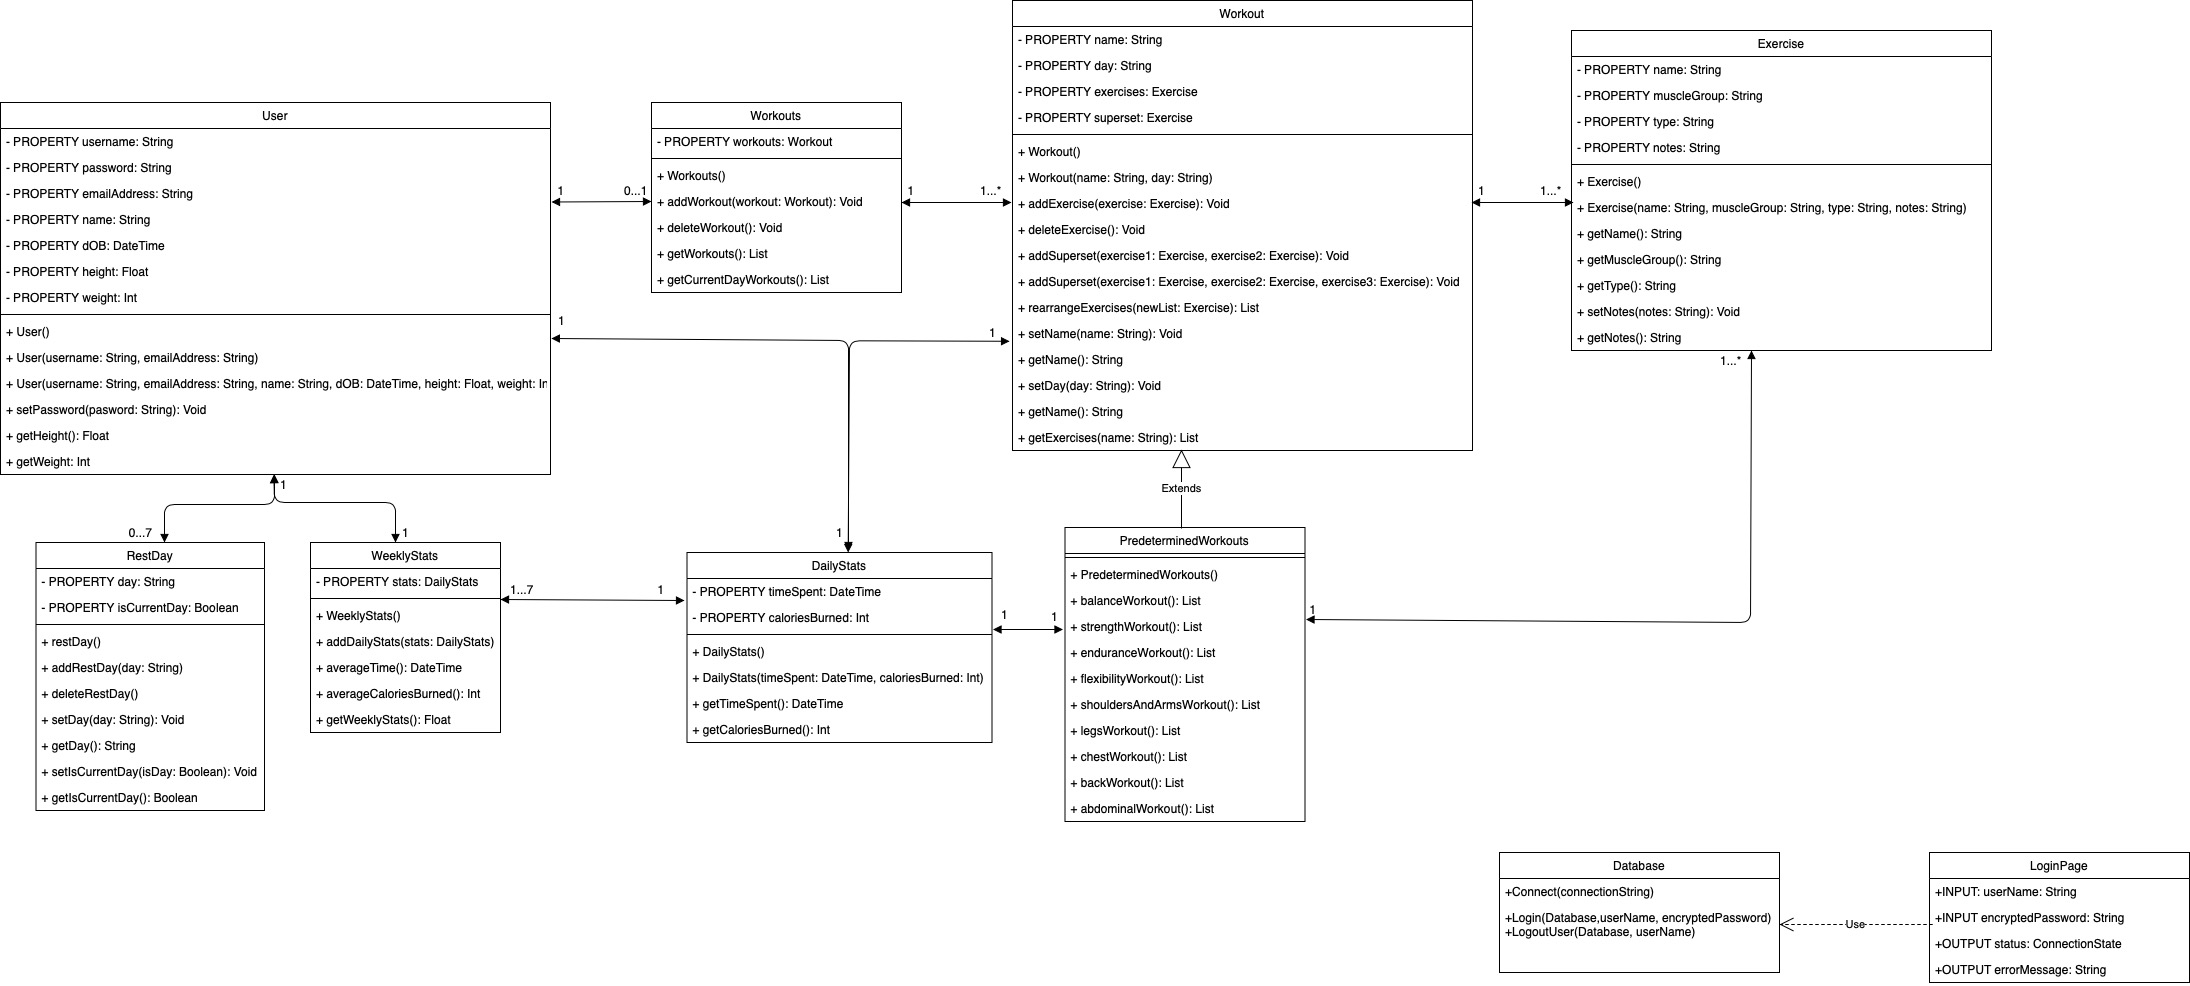 User
- PROPERTY username: String
- PROPERTY password: String
- PROPERTY emailAddress: String
- PROPERTY name: String
- PROPERTY dOB: DateTime
- PROPERTY height: Float
- PROPERTY weight: Int
+ User()
+ User(username: String, emailAddress: String)
+ User(username: String, emailAddress: String, name: String, dOB: DateTime, height: Float, weight: In
+ setPassword(pasword: String): Void
+ getHeight(): Float
+ getWeight: Int
1
0...1
Workouts
- PROPERTY workouts: Workout
+ Workouts()
+ addWorkout(workout: Workout): Void
+ deleteWorkout(): Void
+ getWorkouts(): List
+ getCurrentDayWorkouts(): List
1
1...*
Workout
- PROPERTY name: String
- PROPERTY day: String
- PROPERTY exercises: Exercise
- PROPERTY superset: Exercise
+ Workout()
+ Workout(name: String, day: String)
+ addExercise(exercise: Exercise): Void
+ deleteExercise(): Void
+ addSuperset(exercise1: Exercise, exercise2: Exercise): Void
+ addSuperset(exercise1: Exercise, exercise2: Exercise, exercise3: Exercise): Void
+ rearrangeExercises(newList: Exercise): List
+ setName(name: String): Void
+ getName(): String
+ setDay(day: String): Void
+ getName(): String
+ getExercises(name: String): List
1
1...*
Exercise
- PROPERTY name: String
- PROPERTY muscleGroup: String
- PROPERTY type: String
- PROPERTY notes: String
+ Exercise()
+ Exercise(name: String, muscleGroup: String, type: String, notes: String)
+ getName(): String
+ getMuscleGroup(): String
+ getType(): String
+ setNotes(notes: String): Void
+ getNotes(): String
1...*
1
1
1
Extends
1
0...7
1
RestDay
- PROPERTY day: String
- PROPERTY isCurrentDay: Boolean
+ restDay()
+ addRestDay(day: String)
+ deleteRestDay()
+ setDay(day: String): Void
+ getDay(): String
+ setIsCurrentDay(isDay: Boolean): Void
+ getIsCurrentDay(): Boolean
WeeklyStats
- PROPERTY stats: DailyStats
+ WeeklyStats()
+ addDailyStats(stats: DailyStats)
+ averageTime(): DateTime
+ averageCaloriesBurned(): Int
+ getWeeklyStats(): Float
1...7
1
DailyStats
- PROPERTY timeSpent: DateTime
- PROPERTY caloriesBurned: Int
+ DailyStats()
+ DailyStats(timeSpent: DateTime, caloriesBurned: Int)
+ getTimeSpent(): DateTime
+ getCaloriesBurned(): Int
1
1
PredeterminedWorkouts
+ PredeterminedWorkouts()
+ balanceWorkout(): List
+ strengthWorkout(): List
+ enduranceWorkout(): List
+ flexibilityWorkout(): List
+ shouldersAndArmsWorkout(): List
+ legsWorkout(): List
+ chestWorkout(): List
+ backWorkout(): List
+ abdominalWorkout(): List
1
Database
+Connect(connectionString)
+Login(Database,userName, encryptedPassword)
+LogoutUser(Database, userName)
Use
LoginPage
+INPUT: userName: String
+INPUT encryptedPassword: String
+OUTPUT status: ConnectionState
+OUTPUT errorMessage: String